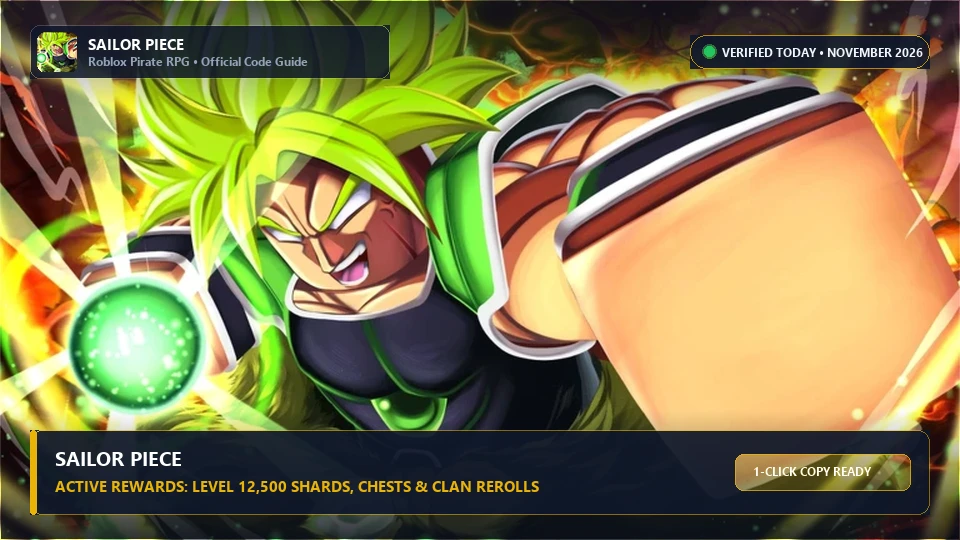 SAILOR PIECE
Roblox Pirate RPG • Official Code Guide
VERIFIED TODAY • NOVEMBER 2026
SAILOR PIECE
ACTIVE REWARDS: LEVEL 12,500 SHARDS, CHESTS & CLAN REROLLS
1-CLICK COPY READY